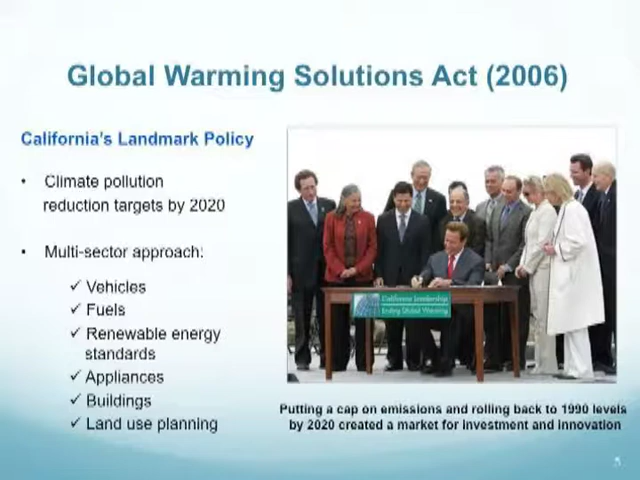 Global Warming Solutions Act (2006)
California's Landmark Policy
• Climate pollution
reduction targets by 2020
• Multi-sector approach:
✓ Vehicles
✓ Fuels
✓ Renewable energy
standards
✓ Appliances
✓ Buildings
✓ Land use planning
California Leadership
Ending Global Warming
Putting a cap on emissions and rolling back to 1990 levels
by 2020 created a market for investment and innovation
5